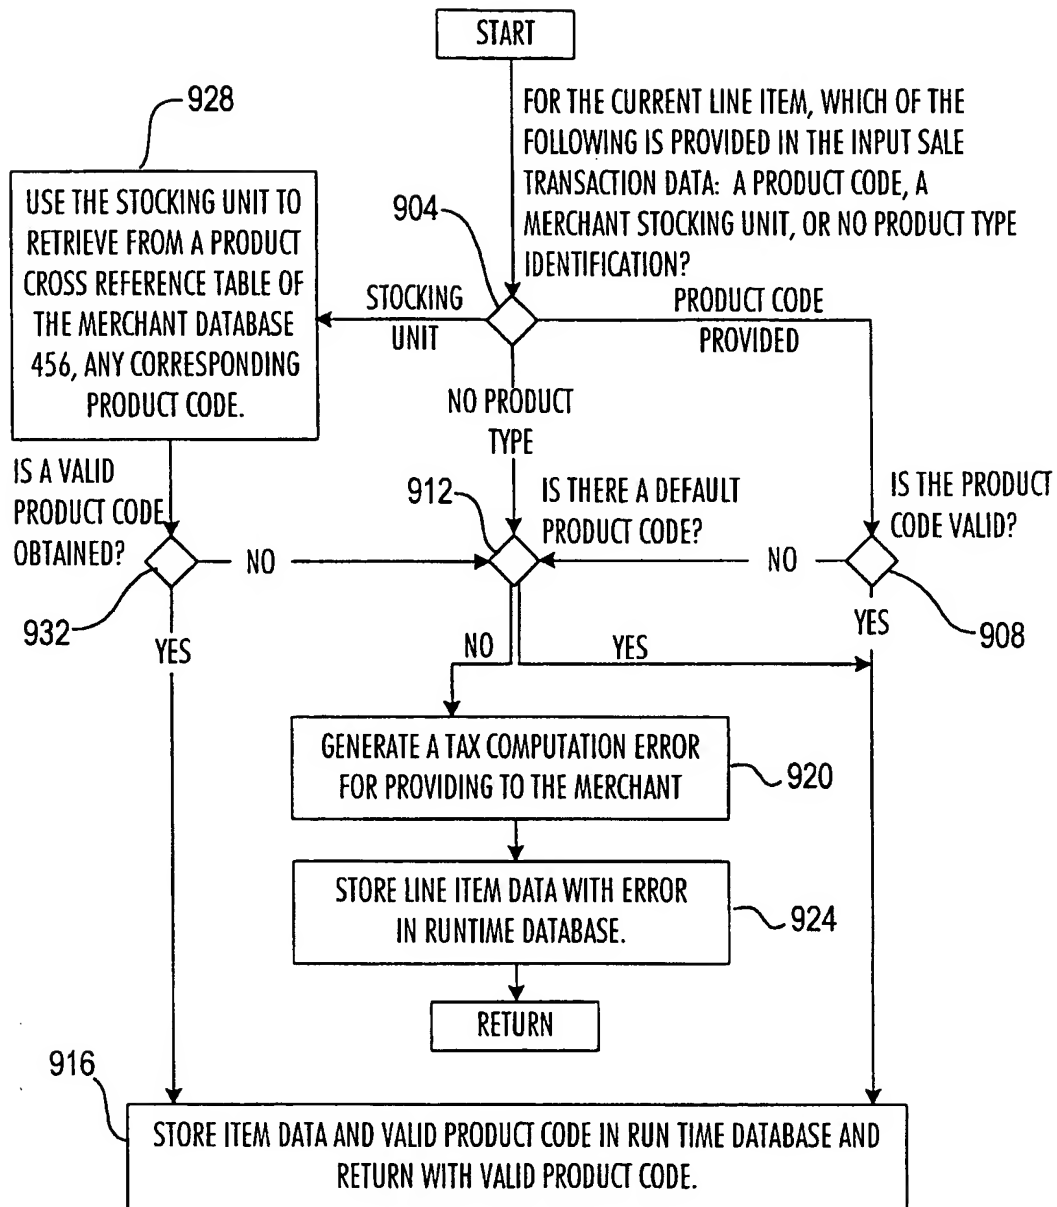 START
FOR THE CURRENT LINE ITEM, WHICH OF THE
FOLLOWING IS PROVIDED IN THE INPUT SALE
TRANSACTION DATA: A PRODUCT CODE, A
MERCHANT STOCKING UNIT, OR NO PRODUCT TYPE
IDENTIFICATION?
928
USE THE STOCKING UNIT TO
RETRIEVE FROM A PRODUCT
CROSS REFERENCE TABLE OF
THE MERCHANT DATABASE
456, ANY CORRESPONDING
PRODUCT CODE.
904
STOCKING
UNIT
PRODUCT CODE
PROVIDED
NO PRODUCT
TYPE
IS A VALID
PRODUCT CODE
OBTAINED?
912
IS THERE A DEFAULT
PRODUCT CODE?
IS THE PRODUCT
CODE VALID?
NO
NO
932
YES
NO
YES
YES
908
GENERATE A TAX COMPUTATION ERROR
FOR PROVIDING TO THE MERCHANT
920
STORE LINE ITEM DATA WITH ERROR
IN RUNTIME DATABASE.
924
RETURN
916
STORE ITEM DATA AND VALID PRODUCT CODE IN RUN TIME DATABASE AND
RETURN WITH VALID PRODUCT CODE.